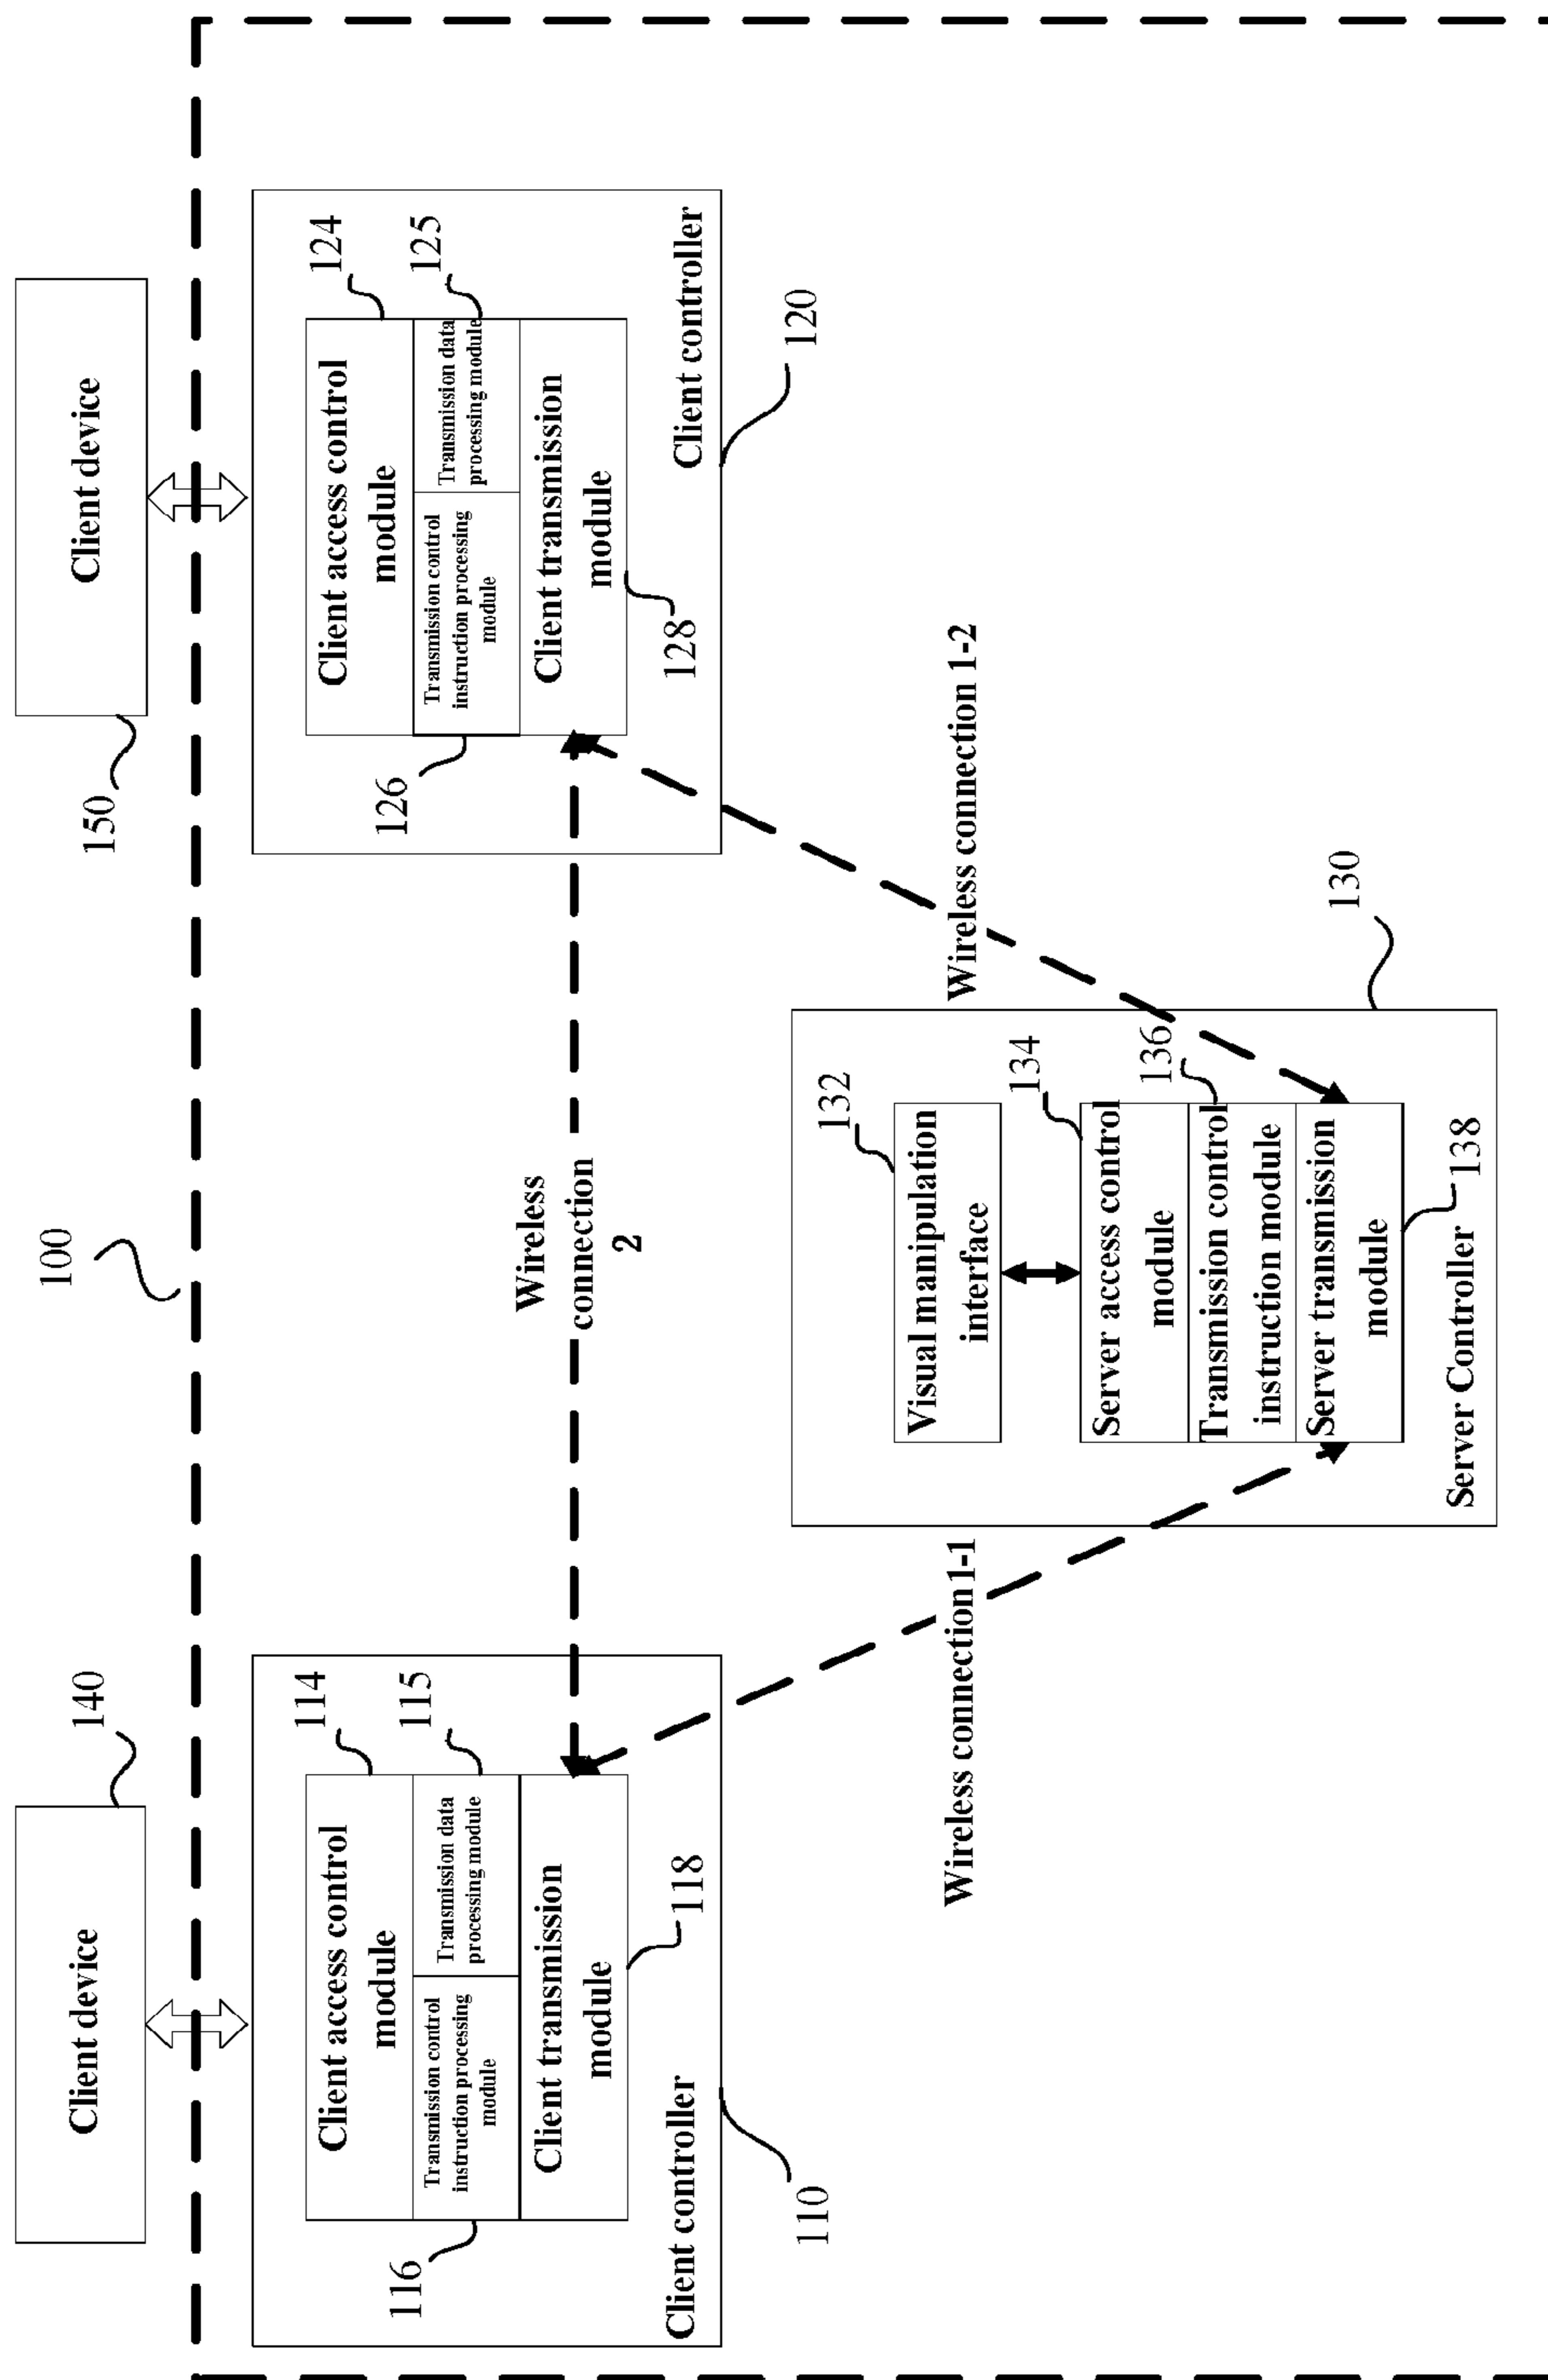 100
140
Client device
150
Client device
Client access control
module
114
Transmission control
instruction processing
module
116
Transmission data
processing module
115
Client transmission
module
118
Client controller
110
Wireless
connection
2
Client access control
module
124
Transmission control
instruction processing
module
126
Transmission data
processing module
125
Client transmission
module
128
Client controller
120
Wireless connection 1-1
Wireless connection 1-2
130
Visual manipulation
interface
132
134
Server access control
module
136
Transmission control
instruction module
Server transmission
module
138
Server Controller